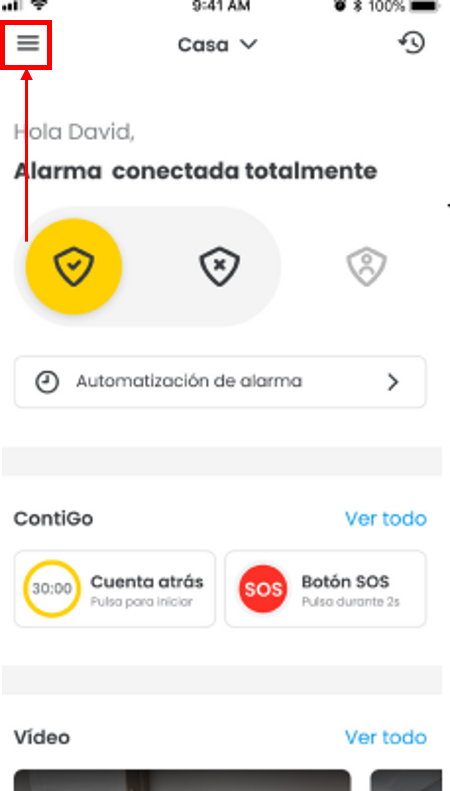 9:41 AM
100%
Casa
Hola David,
Alarma conectada totalmente
Automatización de alarma
ContiGo
Ver todo
30:00
Cuenta atrás
Pulsa para iniciar
SOS
Botón SOS
Pulsa durante 2s
Vídeo
Ver todo